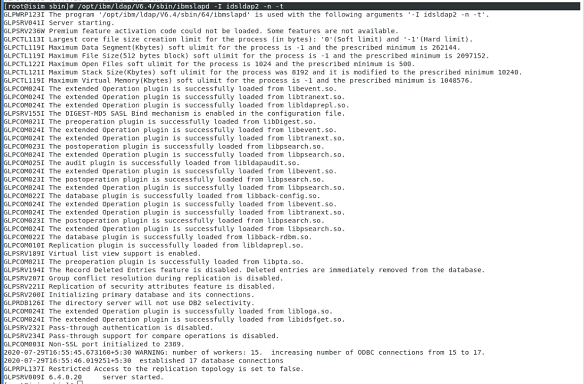 [root@isim sbin]# /opt/ibm/ldap/V6.4/sbin/ibmslapd -I idsldap2 -n -t
GLPWRP123I The program '/opt/ibm/ldap/V6.4/sbin/64/ibmslapd' is used with the following arguments '-I idsldap2 -n -t'.
GLPSRV041I Server starting.
GLPSRV236W Premium feature activation code could not be loaded. Some features are not available.
GLPCTL113I Largest core file size creation limit for the process (in bytes): '0'(Soft limit) and '-1'(Hard limit).
GLPCTL119I Maximum Data Segment(Kbytes) soft ulimit for the process is -1 and the prescribed minimum is 262144.
GLPCTL119I Maximum File Size(512 bytes block) soft ulimit for the process is -1 and the prescribed minimum is 2097152.
GLPCTL122I Maximum Open Files soft ulimit for the process is 1024 and the prescribed minimum is 500.
GLPCTL121I Maximum Stack Size(Kbytes) soft ulimit for the process was 8192 and it is modified to the prescribed minimum 10240.
GLPCTL119I Maximum Virtual Memory(Kbytes) soft ulimit for the process is -1 and the prescribed minimum is 1048576.
GLPCOM024I The extended Operation plugin is successfully loaded from libevent.so.
GLPCOM024I The extended Operation plugin is successfully loaded from libtranext.so.
GLPCOM024I The extended Operation plugin is successfully loaded from libldaprepl.so.
GLPSRV155I The DIGEST-MD5 SASL Bind mechanism is enabled in the configuration file.
GLPCOM021I The preoperation plugin is successfully loaded from libDigest.so.
GLPCOM024I The extended Operation plugin is successfully loaded from libevent.so.
GLPCOM024I The extended Operation plugin is successfully loaded from libtranext.so.
GLPCOM023I The postoperation plugin is successfully loaded from libpsearch.so.
GLPCOM024I The extended Operation plugin is successfully loaded from libpsearch.so.
GLPCOM025I The audit plugin is successfully loaded from libldapaudit.so.
GLPCOM024I The extended Operation plugin is successfully loaded from libevent.so.
GLPCOM023I The postoperation plugin is successfully loaded from libpsearch.so.
GLPCOM024I The extended Operation plugin is successfully loaded from libpsearch.so.
GLPCOM022I The database plugin is successfully loaded from libback-config.so.
GLPCOM024I The extended Operation plugin is successfully loaded from libevent.so.
GLPCOM024I The extended Operation plugin is successfully loaded from libtranext.so.
GLPCOM023I The postoperation plugin is successfully loaded from libpsearch.so.
GLPCOM024I The extended Operation plugin is successfully loaded from libpsearch.so.
GLPCOM022I The database plugin is successfully loaded from libback-rdbm.so.
GLPCOM010I Replication plugin is successfully loaded from libldaprepl.so.
GLPSRV189I Virtual list view support is enabled.
GLPCOM021I The preoperation plugin is successfully loaded from libpta.so.
GLPSRV194I The Record Deleted Entries feature is disabled. Deleted entries are immediately removed from the database.
GLPSRV207I Group conflict resolution during replication is disabled.
GLPSRV221I Replication of security attributes feature is disabled.
GLPSRV200I Initializing primary database and its connections.
GLPRDB126I The directory server will not use DB2 selectivity.
GLPCOM024I The extended Operation plugin is successfully loaded from libloga.so.
GLPCOM024I The extended Operation plugin is successfully loaded from libidsfget.so.
GLPSRV232I Pass-through authentication is disabled.
GLPSRV234I Pass-through support for compare operations is disabled.
GLPCOM003I Non-SSL port initialized to 2389.
2020-07-29T16:55:45.673160+5:30 WARNING: number of workers: 15.  increasing number of ODBC connections from 15 to 17.
2020-07-29T16:55:46.019251+5:30  established 17 database connections
GLPRPL137I Restricted Access to the replication topology is set to false.
GLPSRV009I 6.4.0.20     server started.